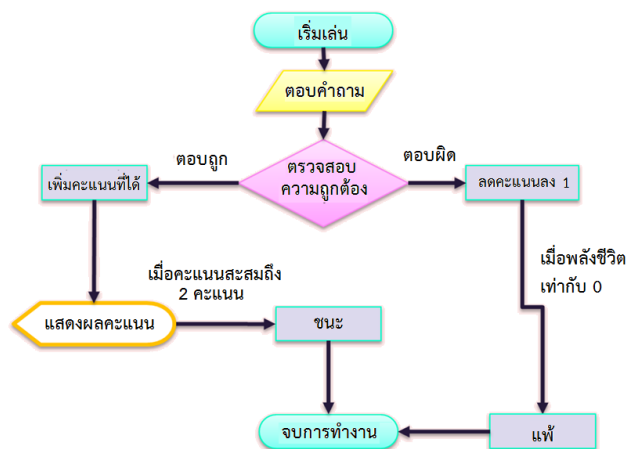 เริ่มเล่น
ตอบคำถาม
ตอบถูก
ตรวจสอบ
ความถูกต้อง
ตอบผิด
เพิ่มคะแนนที่ได้
ลดคะแนนลง 1
เมื่อคะแนนสะสมถึง
2 คะแนน
เมื่อพลังชีวิต
เท่ากับ 0
แสดงผลคะแนน
ชนะ
จบการทำงาน
แพ้